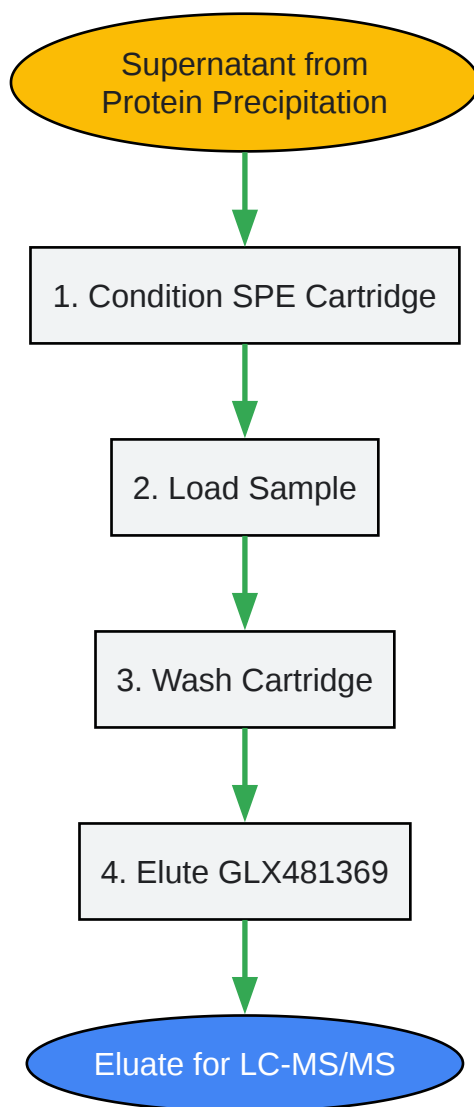 Supernatant from
Protein Precipitation
1. Condition SPE Cartridge
2. Load Sample
3. Wash Cartridge
4. Elute GLX481369
Eluate for LC-MS/MS